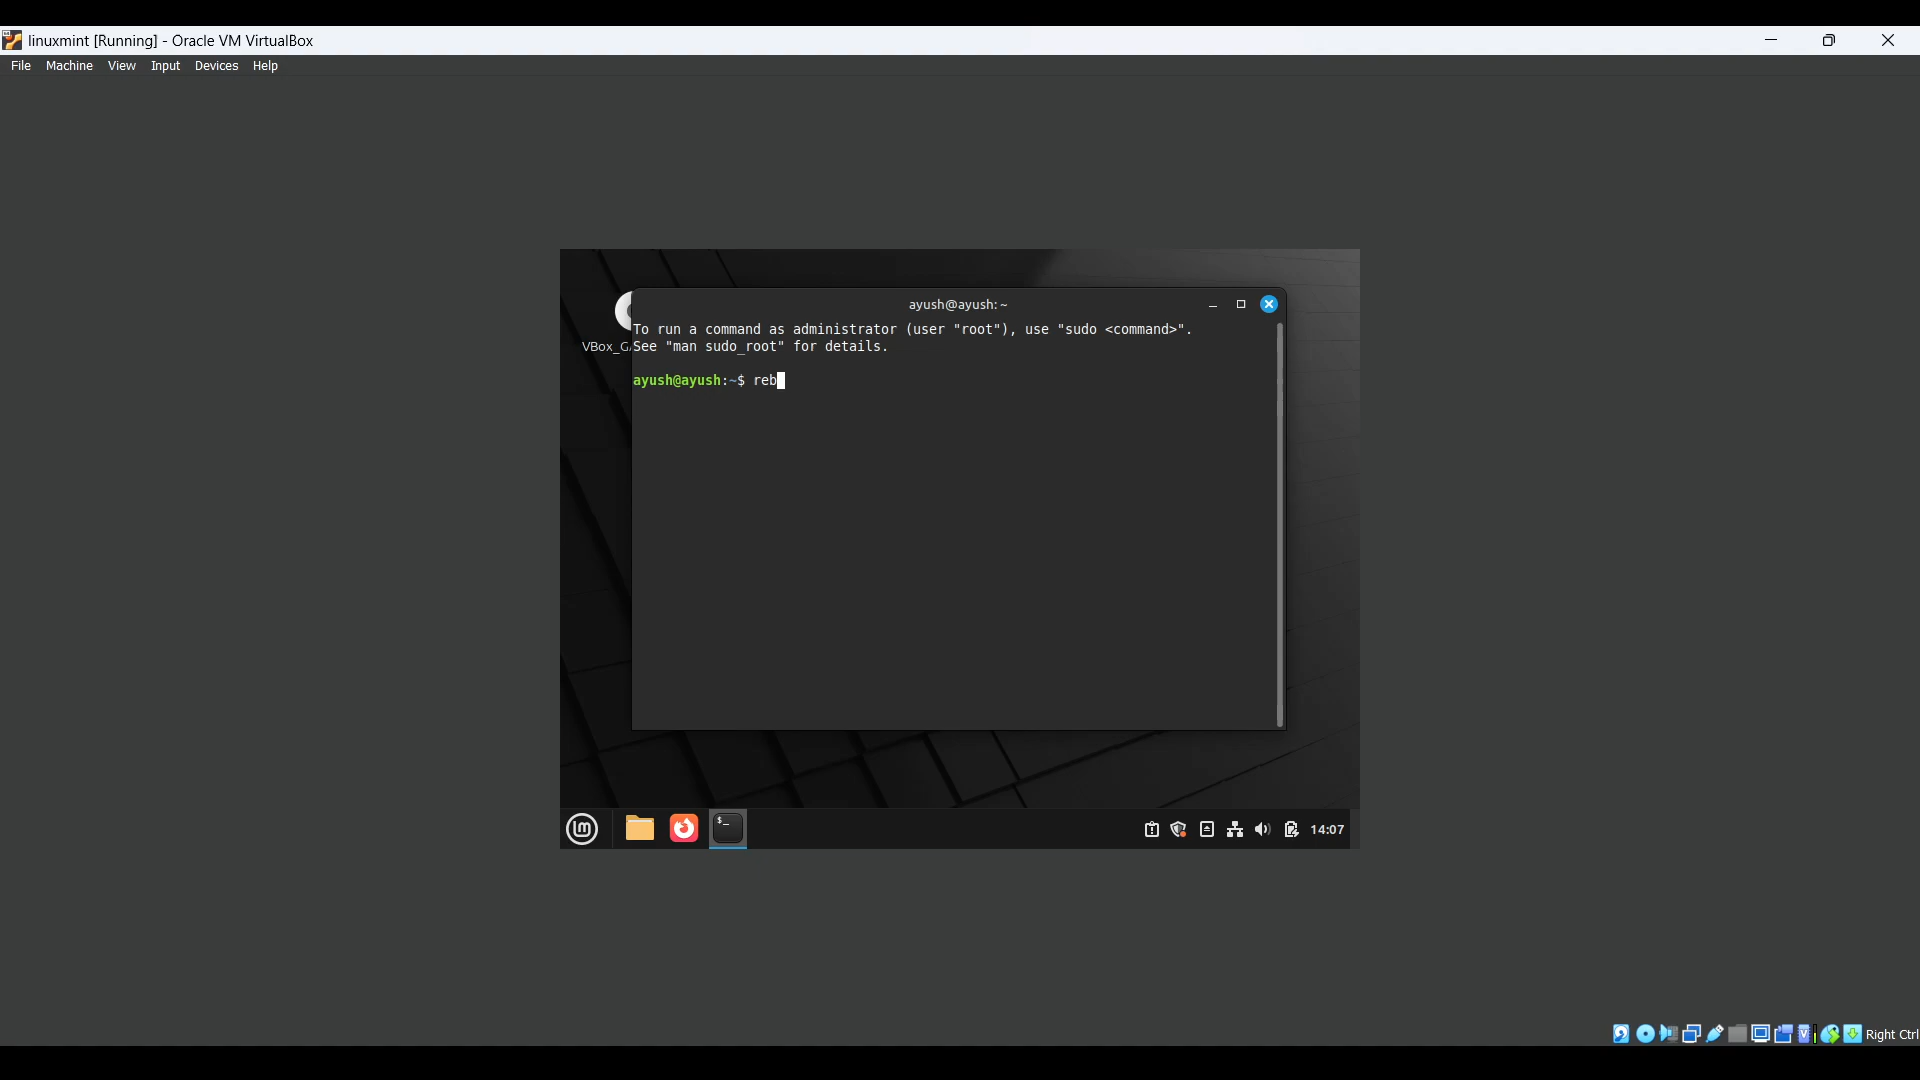 linuxmint [Running] - Oracle VM VirtualBox
File Machine View Input Devices Help
ayush@ayush: ~
To run a command as administrator (user "root"), use "sudo <command>".
See "man sudo_root" for details.
ayush@ayush:~$ reb
VBox_G
14:07
Right Ctrl